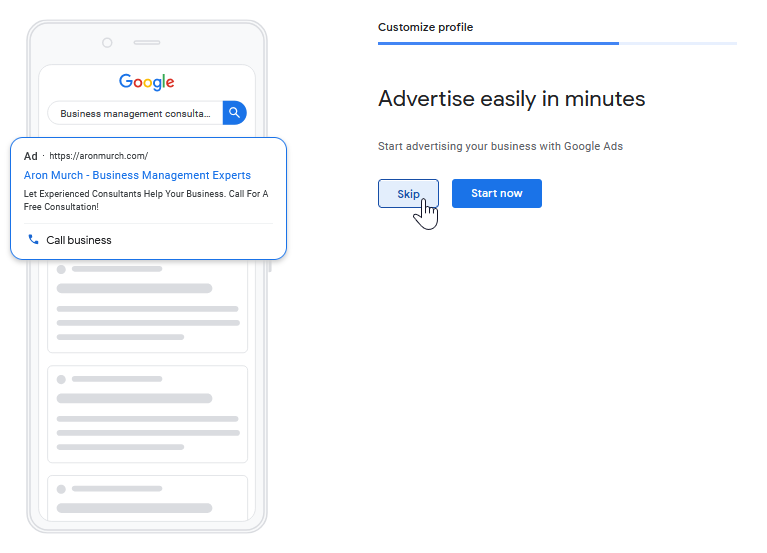 Customize profile
Google
Business management consulta...
Ad · https://aronmurch.com/
Aron Murch - Business Management Experts
Let Experienced Consultants Help Your Business. Call For A
Free Consultation!
Call business
Advertise easily in minutes
Start advertising your business with Google Ads
Skip
Start now